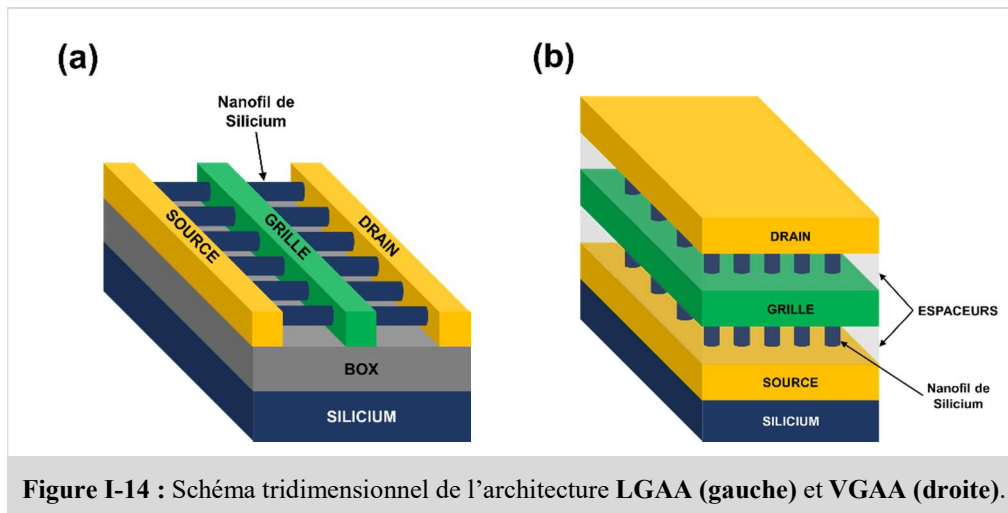 (a)
Nanofil de
Silicium
SOURCE
GRILLE
DRAIN
BOX
SILICIUM
(b)
DRAIN
GRILLE
ESPACEURS
SOURCE
Nanofil de
Silicium
SILICIUM
Figure I-14 : Schéma tridimensionnel de l’architecture LGAA (gauche) et VGAA (droite).